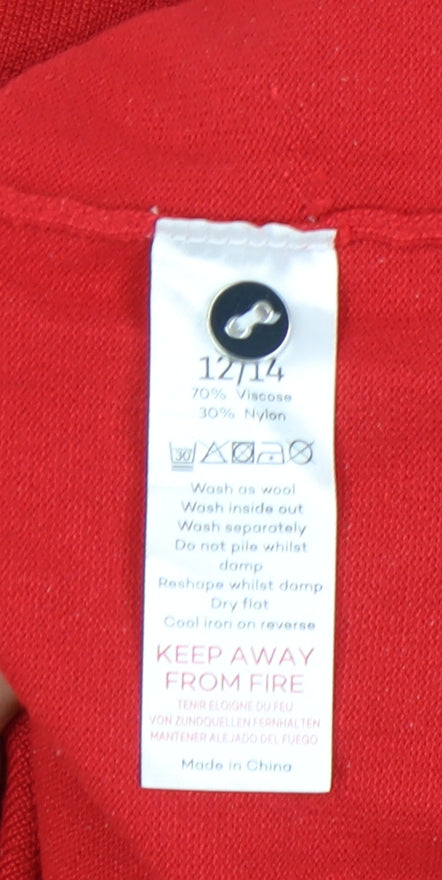 12/14
70% Viscose
30% Nylon
30
Wash as wool
Wash inside out
Wash separately
Do not pile whilst
damp
Reshape whilst damp
Dry flat
Cool iron on reverse
KEEP AWAY
FROM FIRE
TENIR ELOIGNE DU FEU
VON ZUNDQUELLEN FERNHALTEN
MANTENER ALEJADO DEL FUEGO
Made in China